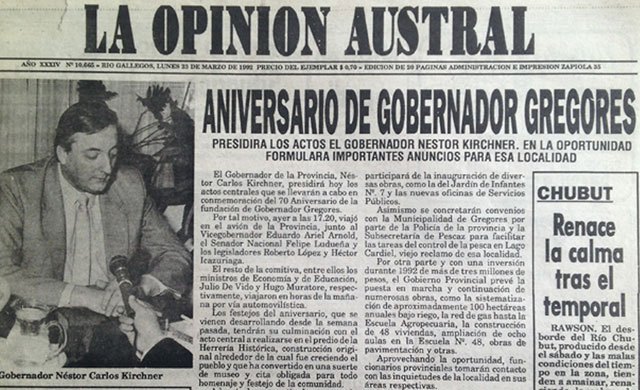 LA OPINION AUSTRAL
AÑO XXXIV Nº 10.665 - RIO GALLEGOS, LUNES 23 DE MARZO DE 1992 PRECIO DEL EJEMPLAR $ 0,70 - EDICION DE 20 PAGINAS ADMINISTRACION E IMPRESION ZAPIOLA 35
ANIVERSARIO DE GOBERNADOR GREGORES
PRESIDIRA LOS ACTOS EL GOBERNADOR NESTOR KIRCHNER. EN LA OPORTUNIDAD
FORMULARA IMPORTANTES ANUNCIOS PARA ESA LOCALIDAD
Gobernador Néstor Carlos Kirchner
El Gobernador de la Provincia, Nés-
tor Carlos Kirchner, presidirá hoy los
actos centrales que se llevarán a cabo en
conmemoración del 70 Aniversario de la
fundación de Gobernador Gregores.
Por tal motivo, ayer a las 17.20, viajó
en el avión de la Provincia, junto al
Vicegobernador Eduardo Ariel Arnold, el
Senador Nacional Felipe Ludueña y los
legisladores Roberto López y Héctor
Icazuriaga.
El resto de la comitiva, entre ellos los
ministros de Economía y de Educación,
Julio De Vido y Hugo Muratore, respec-
tivamente, viajaron en horas de la maña-
na por vía automovilística.
Los festejos del aniversario, que se
vienen desarrollando desde la semana
pasada, tendrán su culminación con el
acto central a realizarse en el predio de la
Herrería Histórica, construcción origi-
nal alrededor de la cual fue creciendo el
pueblo y que ha convertido en una suerte
de museo y cita obligada para todo
homenaje y festejo de la comunidad.
participará de la inauguración de diver-
sas obras, como la del Jardín de Infantes
Nº 7 y las nuevas oficinas de Servicios
Públicos.
Asimismo se concretarán convenios
con la Municipalidad de Gregores por
parte de la Policía de la provincia y la
Subsecretaría de Pescaz para facilitar
las tareas del control de la pesca en Lago
Cardiel, viejo reclamo de esa localidad.
Por otra parte y con una inversión
durante 1992 de más de tres millones de
pesos, el Gobierno Provincial prevé la
puesta en marcha y continuación de
numerosas obras, como la sistematiza-
ción de aproximadamente 100 hectáreas
anuales bajo riego, la red de gas hasta la
Escuela Agropecuaria, la construcción
de 48 viviendas, ampliación de ocho
aulas en la Escuela Nº 48, obras de
pavimentación y otras.
Aprovechando la oportunidad, fun-
cionarios provinciales tomarán contacto
con las inquietudes de la localidad en sus
áreas respectivas.
CHUBUT
Renace
la calma
tras el
temporal
RAWSON. El des-
borde del Río Chu-
but, producido desde
el sábado y las malas
condiciones del tiem-
po en la zona, tien-
den a amainar,